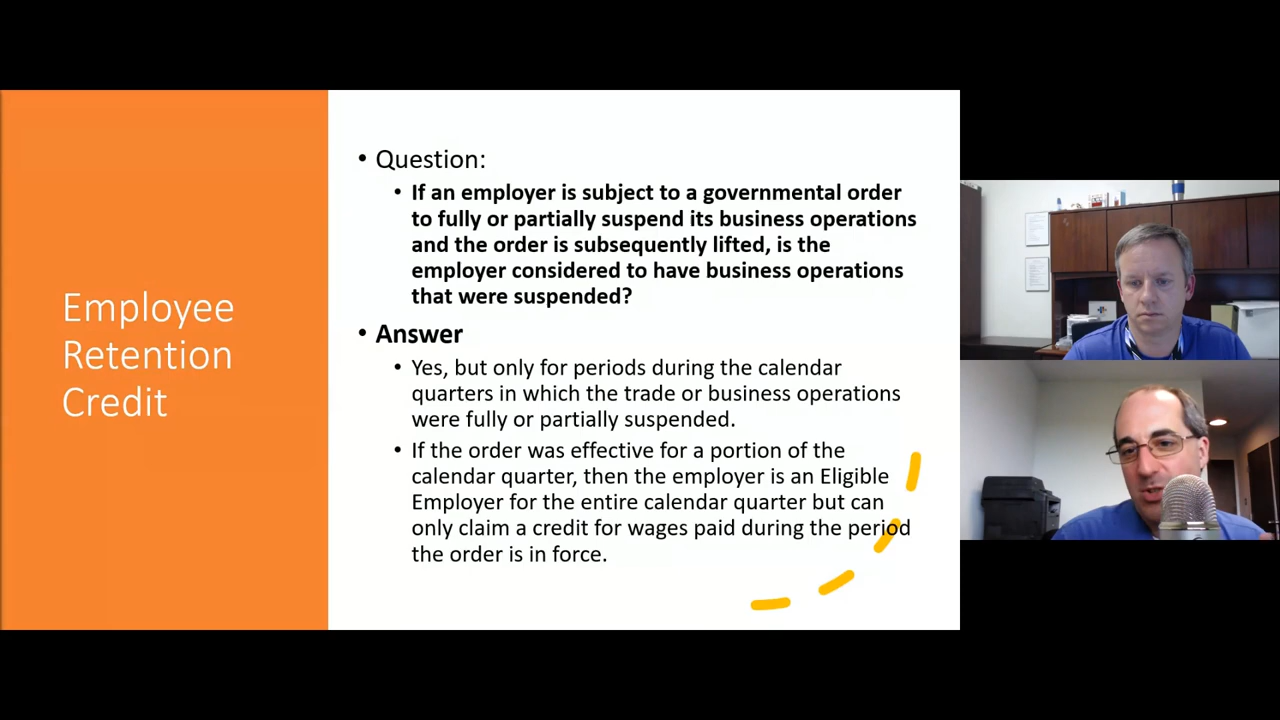 Employee
Retention
Credit
• Question:
• If an employer is subject to a governmental order
to fully or partially suspend its business operations
and the order is subsequently lifted, is the
employer considered to have business operations
that were suspended?
• Answer
• Yes, but only for periods during the calendar
quarters in which the trade or business operations
were fully or partially suspended.
• If the order was effective for a portion of the
calendar quarter, then the employer is an Eligible
Employer for the entire calendar quarter but can
only claim a credit for wages paid during the period
the order is in force.